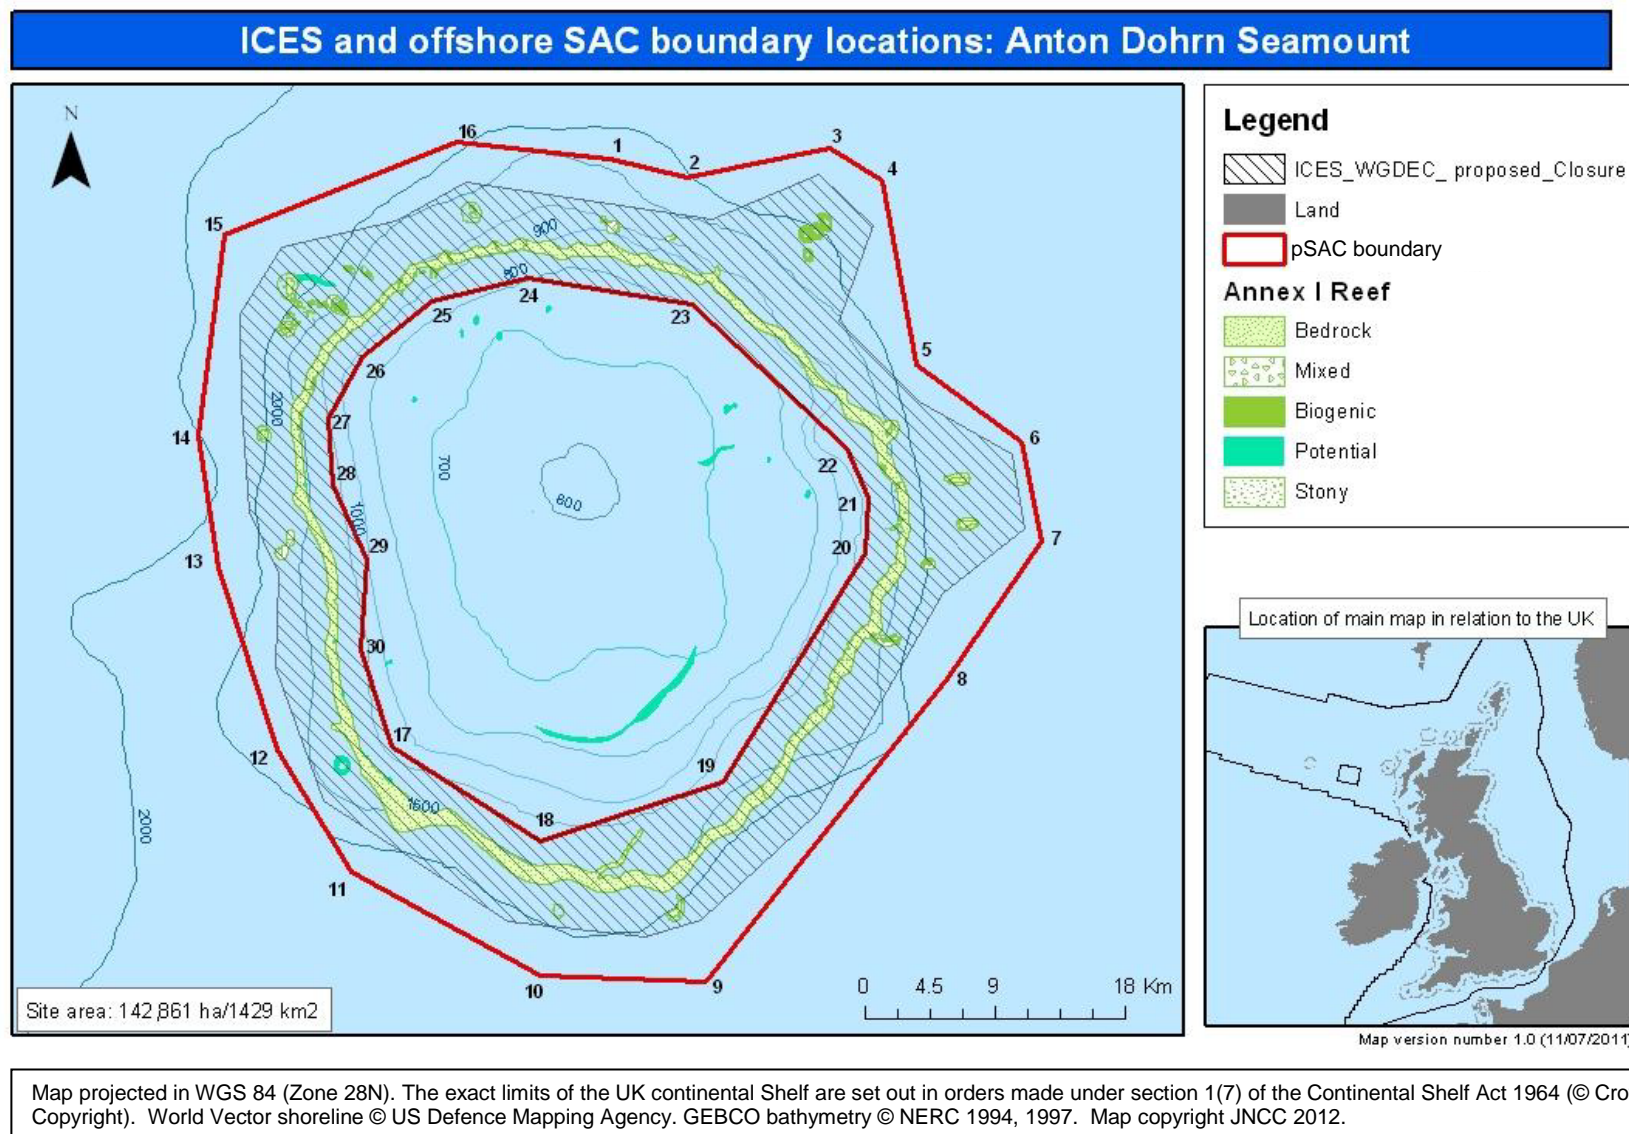 ICES and offshore SAC boundary locations: Anton Dohrn Seamount
N
16
1
2
3
4
15
900
800
24
25
23
5
26
2000
27
14
6
700
22
28
600
21
1000
20
7
29
13
30
8
17
12
19
1600
18
2000
11
10
9
0 4.5 9 18 Km
Site area: 142,861 ha/1429 km2
Legend
ICES_WGDEC_ proposed_Closure
Land
pSAC boundary
Annex I Reef
Bedrock
Mixed
Biogenic
Potential
Stony
Location of main map in relation to the UK
Map version number 1.0 (11/07/2011)
Map projected in WGS 84 (Zone 28N). The exact limits of the UK continental Shelf are set out in orders made under section 1(7) of the Continental Shelf Act 1964 (© Cro
Copyright). World Vector shoreline © US Defence Mapping Agency. GEBCO bathymetry © NERC 1994, 1997. Map copyright JNCC 2012.